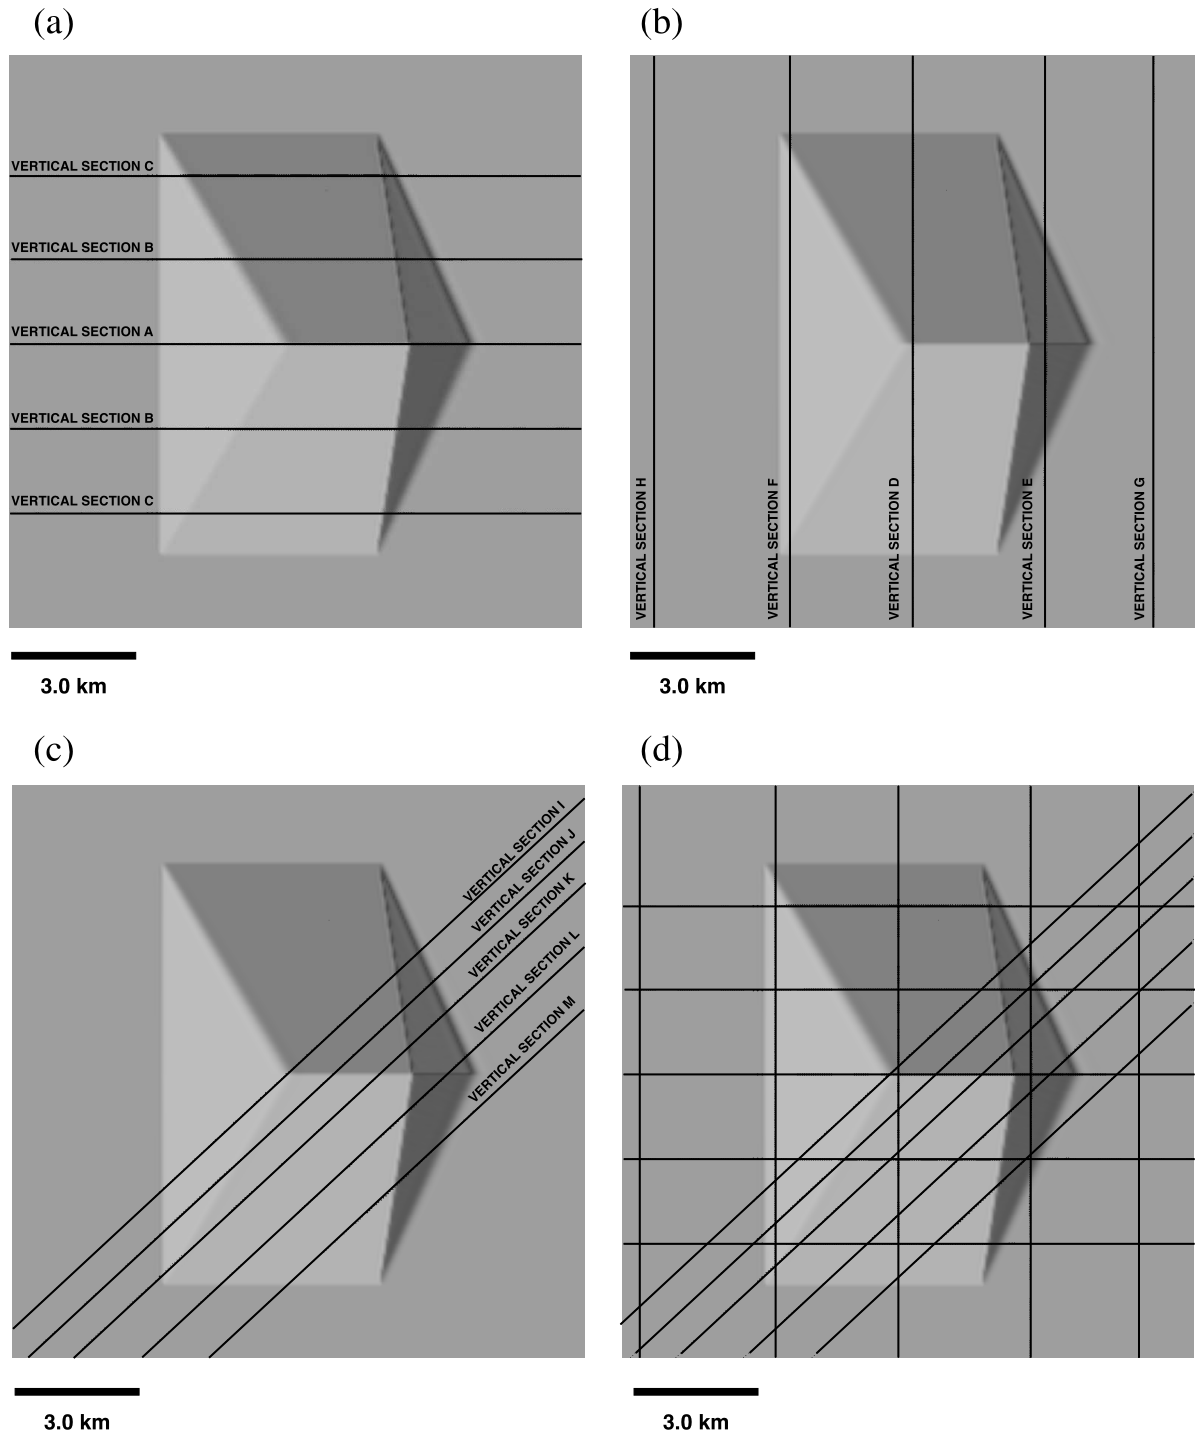 (a)
VERTICAL SECTION C
VERTICAL SECTION B
VERTICAL SECTION A
VERTICAL SECTION B
VERTICAL SECTION C
3.0 km
(b)
VERTICAL SECTION H
VERTICAL SECTION F
VERTICAL SECTION D
VERTICAL SECTION E
VERTICAL SECTION G
3.0 km
(c)
VERTICAL SECTION I
VERTICAL SECTION J
VERTICAL SECTION K
VERTICAL SECTION L
VERTICAL SECTION M
3.0 km
(d)
3.0 km